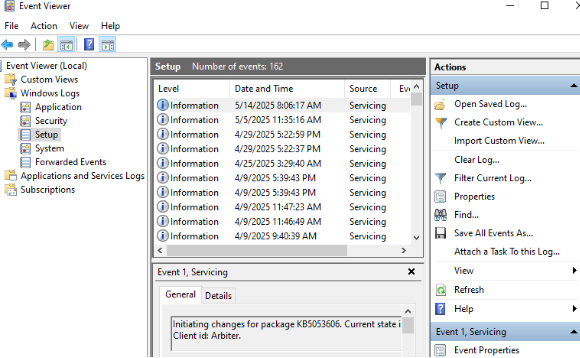 Event Viewer
File Action View Help
Event Viewer (Local)
Custom Views
Windows Logs
Application
Security
Setup
System
Forwarded Events
Applications and Services Logs
Subscriptions
Setup Number of events: 162
Level Date and Time Source
Information 5/14/2025 8:06:17 AM Servicing
Information 5/5/2025 11:35:16 AM Servicing
Information 4/29/2025 5:22:59 PM Servicing
Information 4/29/2025 5:22:37 PM Servicing
Information 4/25/2025 3:29:40 AM Servicing
Information 4/9/2025 5:39:43 PM Servicing
Information 4/9/2025 5:39:43 PM Servicing
Information 4/9/2025 11:47:23 AM Servicing
Information 4/9/2025 11:46:49 AM Servicing
Information 4/9/2025 9:40:39 AM Servicing
Event 1, Servicing
General Details
Initiating changes for package KB5053606. Current state i
Client id: Arbiter.
Actions
Setup
Open Saved Log...
Create Custom View...
Import Custom View...
Clear Log...
Filter Current Log...
Properties
Find...
Save All Events As...
Attach a Task To this Log...
View
Refresh
Help
Event 1, Servicing
Event Properties